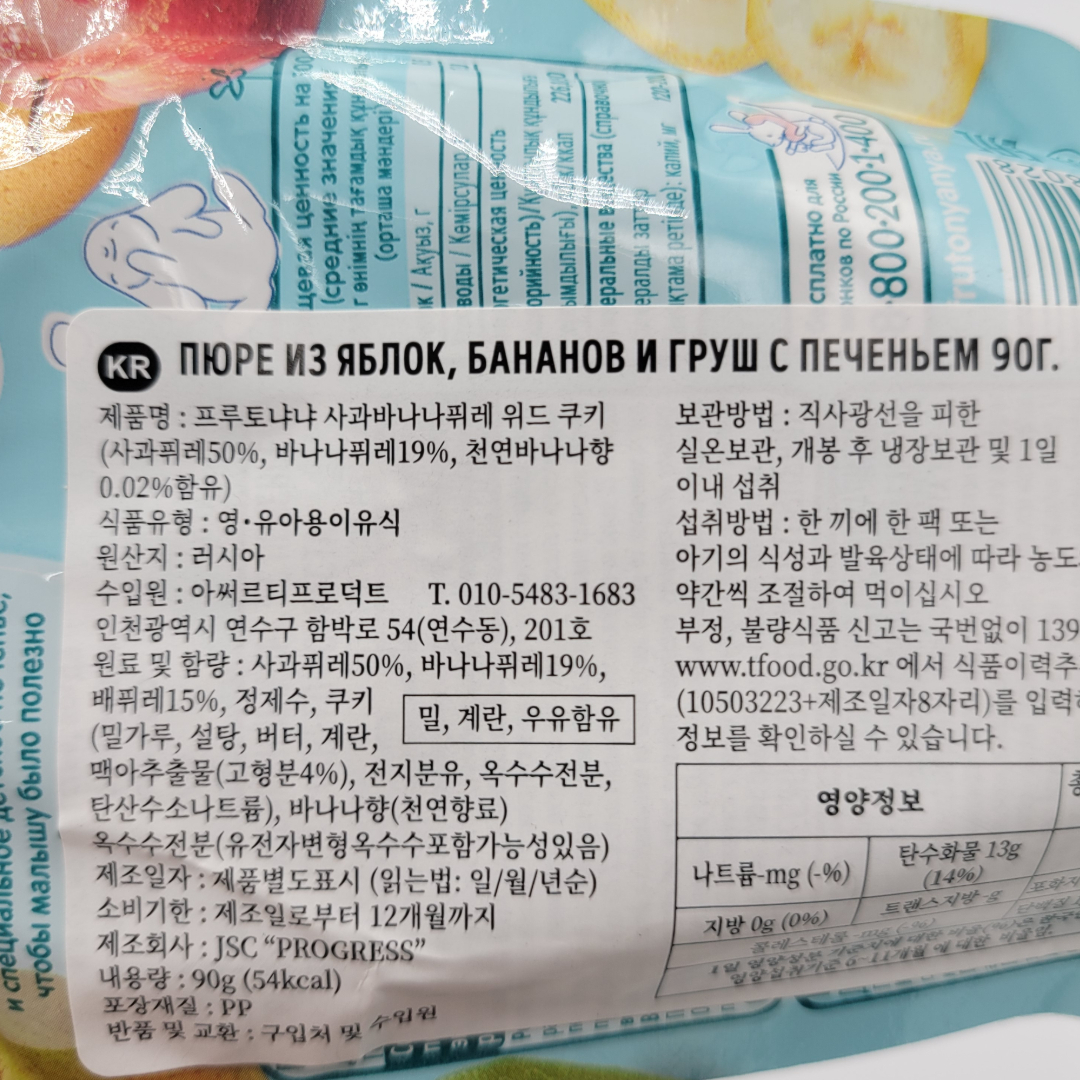 (средние значения)
(орташа мәндері)
Акуыз, г
Көмірсулар
226
СПЛАТНО ДЛЯ
ОНКОВ ПО РОССИИ
8·800·200·1·400
frutonyanya
чтобы малышу было полезно
KR ПЮРЕ ИЗ ЯБЛОК, БАНАНОВ И ГРУШ С ПЕЧЕНЬЕМ 90Г.
제품명 : 프루토냐냐 사과바나나퓌레 위드 쿠키
(사과퓌레50%, 바나나퓌레19%, 천연바나나향
0.02%함유)
식품유형 : 영·유아용이유식
원산지 : 러시아
수입원 : 아써르티프로덕트 T. 010-5483-1683
인천광역시 연수구 함박로 54(연수동), 201호
원료 및 함량 : 사과퓌레50%, 바나나퓌레19%,
배퓌레15%, 정제수, 쿠키
(밀가루, 설탕, 버터, 계란,
밀, 계란, 우유함유
맥아추출물(고형분4%), 전지분유, 옥수수전분,
탄산수소나트륨), 바나나향(천연향료)
옥수수전분(유전자변형옥수수포함가능성있음)
제조일자 : 제품별도표시 (읽는법: 일/월/년순)
소비기한 : 제조일로부터 12개월까지
제조회사 : JSC “PROGRESS”
내용량 : 90g (54kcal)
포장재질 : PP
반품 및 교환 : 구입처 및 수입원
보관방법 : 직사광선을 피한
실온보관, 개봉 후 냉장보관 및 1일
이내 섭취
섭취방법 : 한 끼에 한 팩 또는
아기의 식성과 발육상태에 따라 농도
약간씩 조절하여 먹이십시오
부정, 불량식품 신고는 국번없이 139
www.tfood.go.kr 에서 식품이력추
(10503223+제조일자8자리)를 입력
정보를 확인하실 수 있습니다.
영양정보
나트륨-mg (-%)
탄수화물 13g
(14%)
지방 0g (0%)
트랜스지방-g